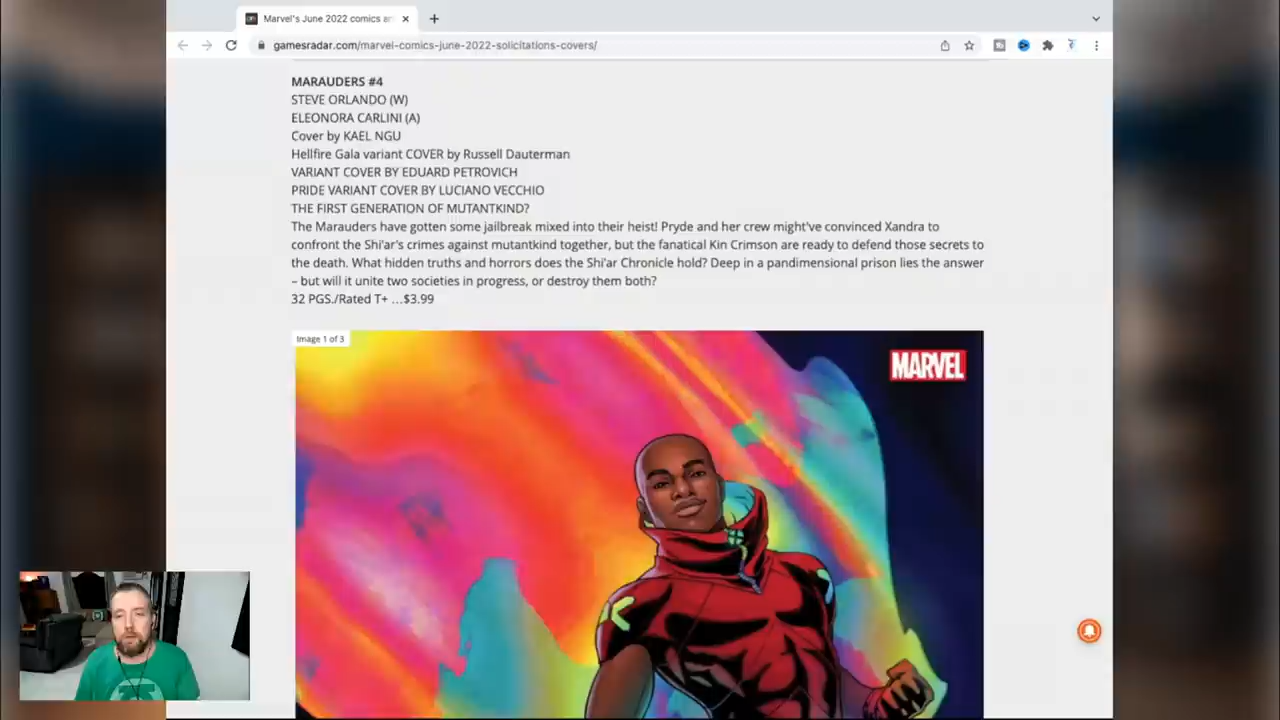 Marvel's June 2022 comics an
gamesradar.com/marvel-comics-june-2022-solicitations-covers/
MARAUDERS #4
STEVE ORLANDO (W)
ELEONORA CARLINI (A)
Cover by KAEL NGU
Hellfire Gala variant COVER by Russell Dauterman
VARIANT COVER BY EDUARD PETROVICH
PRIDE VARIANT COVER BY LUCIANO VECCHIO
THE FIRST GENERATION OF MUTANTKIND?
The Marauders have gotten some jailbreak mixed into their heist! Pryde and her crew might've convinced Xandra to
confront the Shi'ar's crimes against mutantkind together, but the fanatical Kin Crimson are ready to defend those secrets to
the death. What hidden truths and horrors does the Shi'ar Chronicle hold? Deep in a pandimensional prison lies the answer
– but will it unite two societies in progress, or destroy them both?
32 PGS./Rated T+ …$3.99
Image 1 of 3
MARVEL